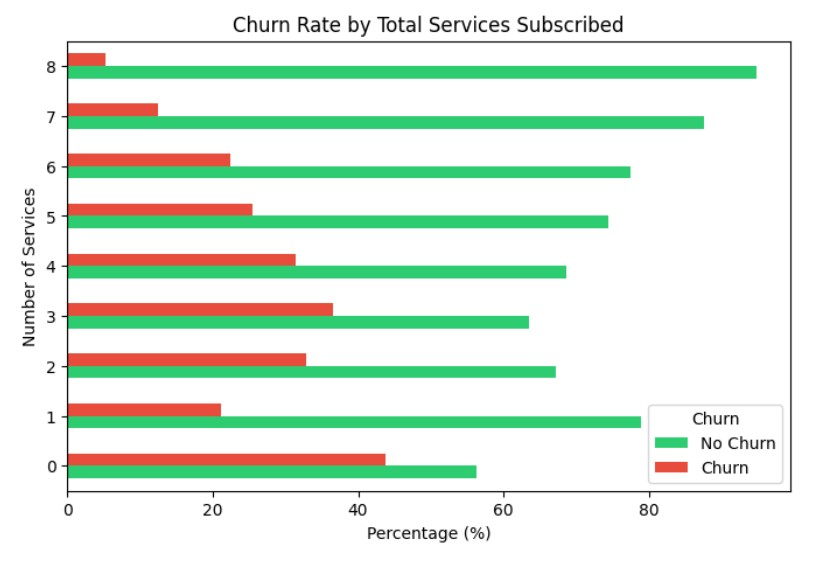 Churn Rate by Total Services Subscribed
8
7
6
5
4
3
2
1
0
Number of Services
0 20 40 60 80
Percentage (%)
Churn
No Churn
Churn